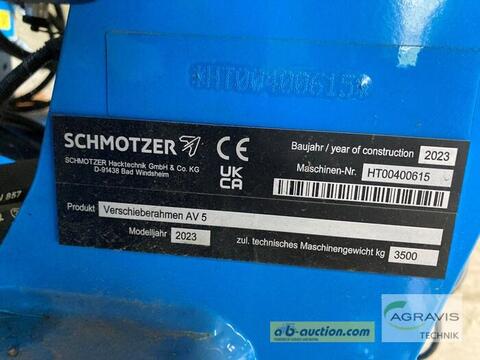 *HT00400615*
SCHMOTZER
SCHMOTZER Hacktechnik GmbH & Co. KG
D-91438 Bad Windsheim
CE
UK
CA
Baujahr / year of construction 2023
Maschinen-Nr. HT00400615
Produkt Verschieberahmen AV 5
Modelljahr 2023
zul. technisches Maschinengewicht kg 3500
957
ab-auction.com
AGRAVIS
TECHNIK